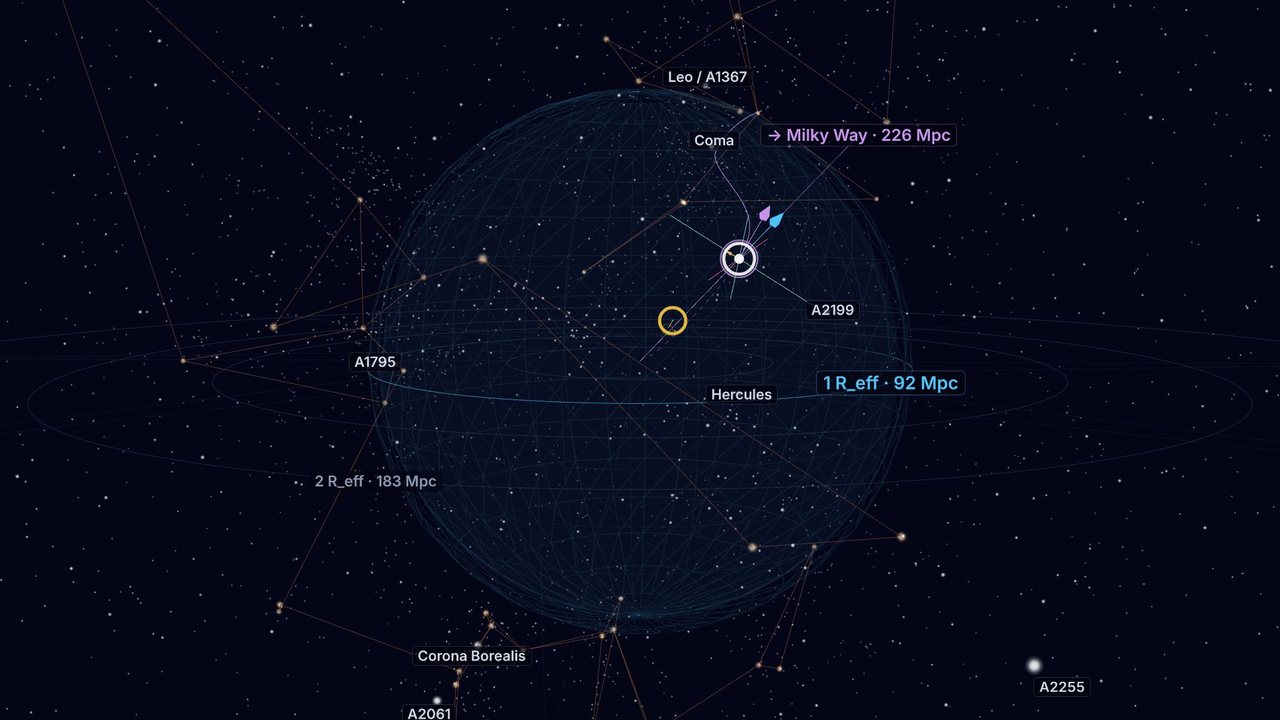 Leo / A1367
→ Milky Way · 226 Mpc
Coma
A2199
A1795
1 R_eff · 92 Mpc
Hercules
2 R_eff · 183 Mpc
Corona Borealis
A2255
A2061